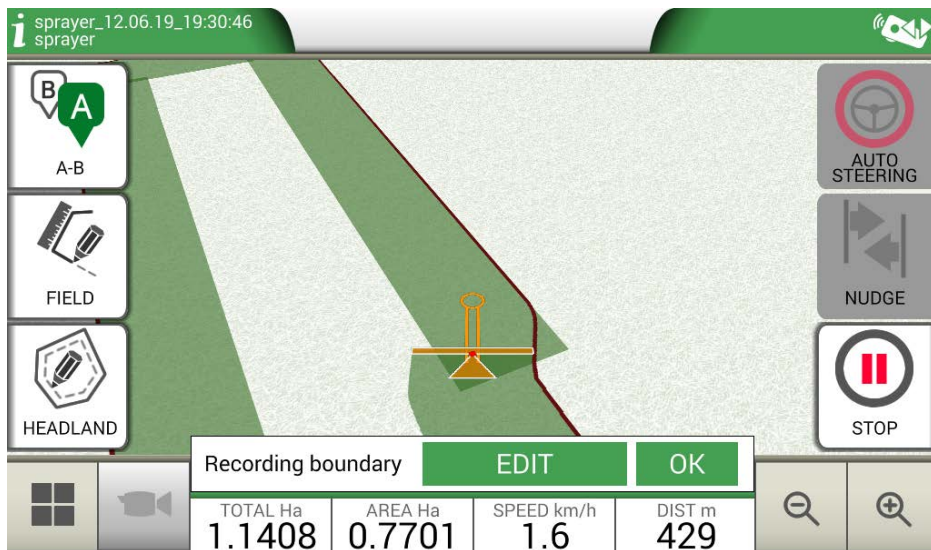 sprayer_12.06.19_19:30:46
sprayer
B
A
A-B
FIELD
HEADLAND
AUTO
STEERING
NUDGE
STOP
Recording boundary
EDIT
OK
TOTAL Ha
AREA Ha
SPEED km/h
DIST m
1.1408
0.7701
1.6
429